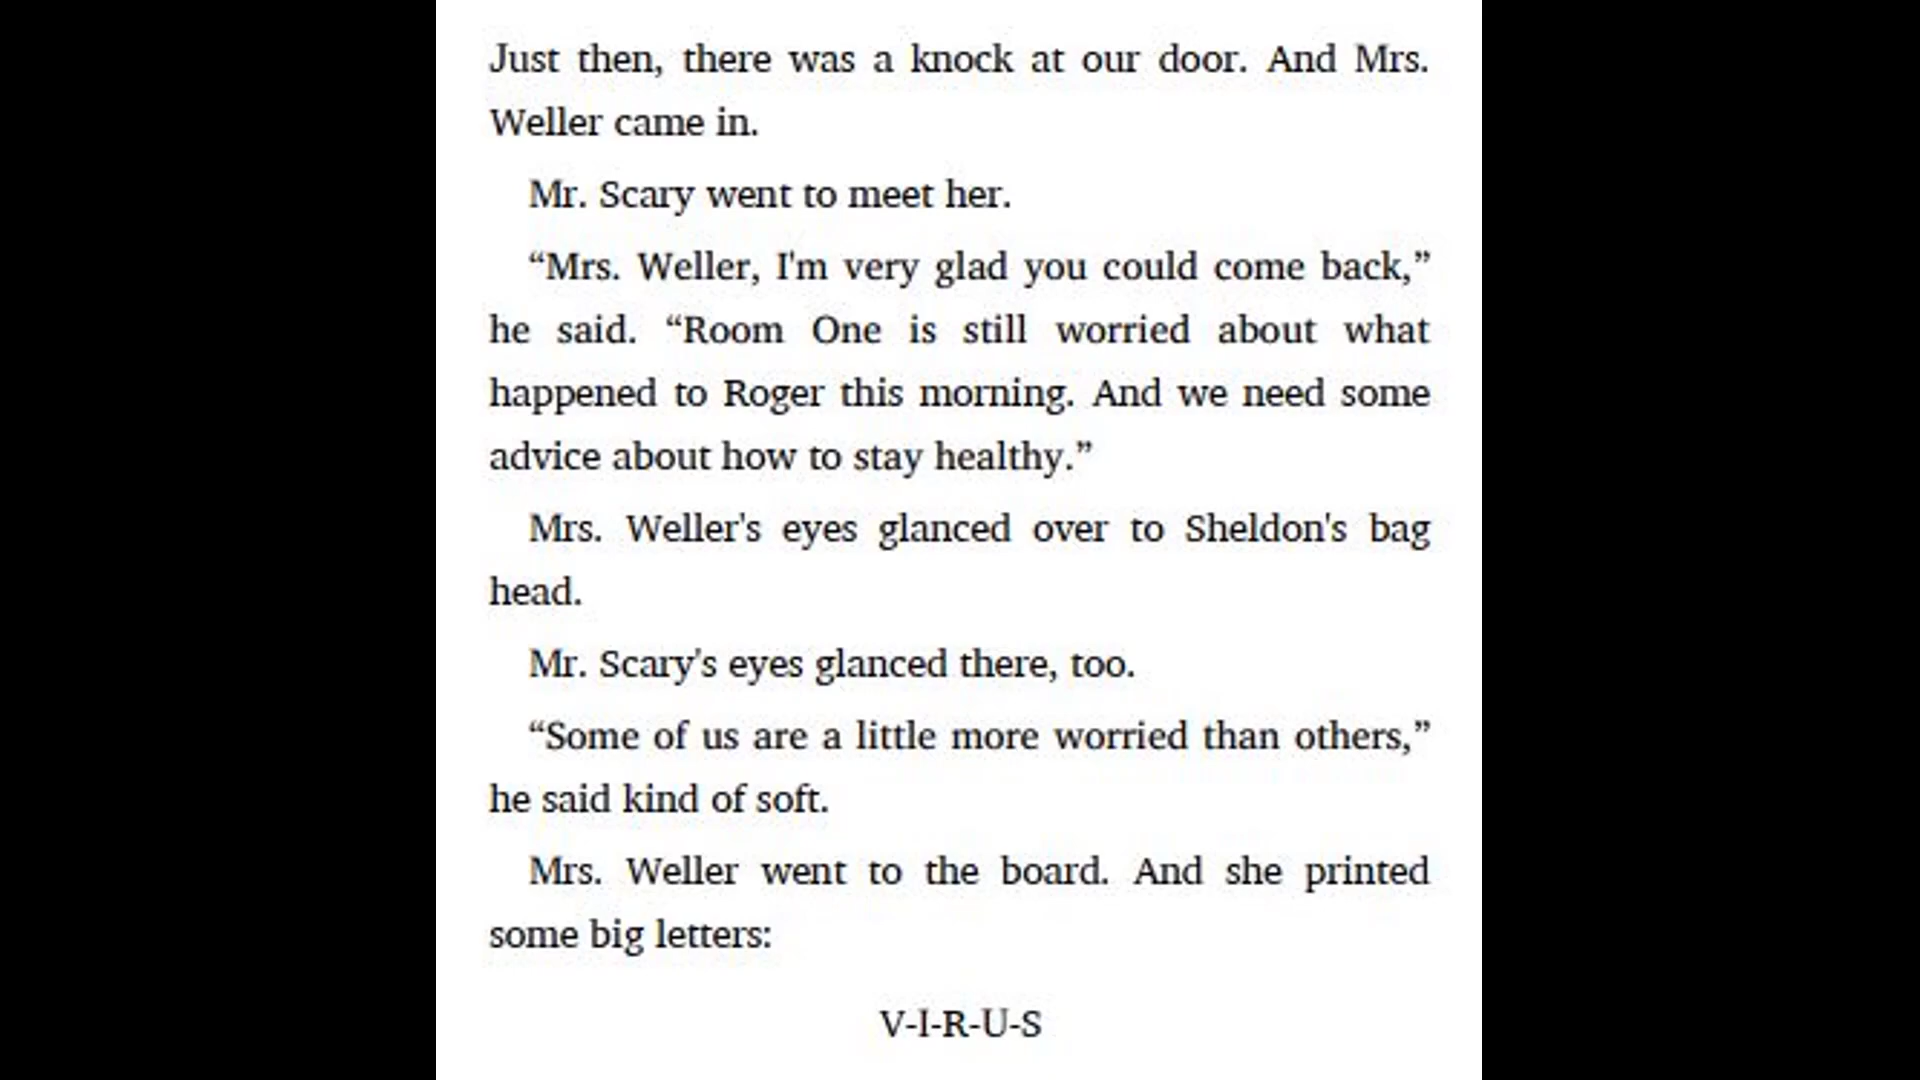 Just then, there was a knock at our door. And Mrs.
Weller came in.
Mr. Scary went to meet her.
“Mrs. Weller, I'm very glad you could come back,”
he said. “Room One is still worried about what
happened to Roger this morning. And we need some
advice about how to stay healthy.”
Mrs. Weller's eyes glanced over to Sheldon's bag
head.
Mr. Scary's eyes glanced there, too.
“Some of us are a little more worried than others,”
he said kind of soft.
Mrs. Weller went to the board. And she printed
some big letters:
V-I-R-U-S